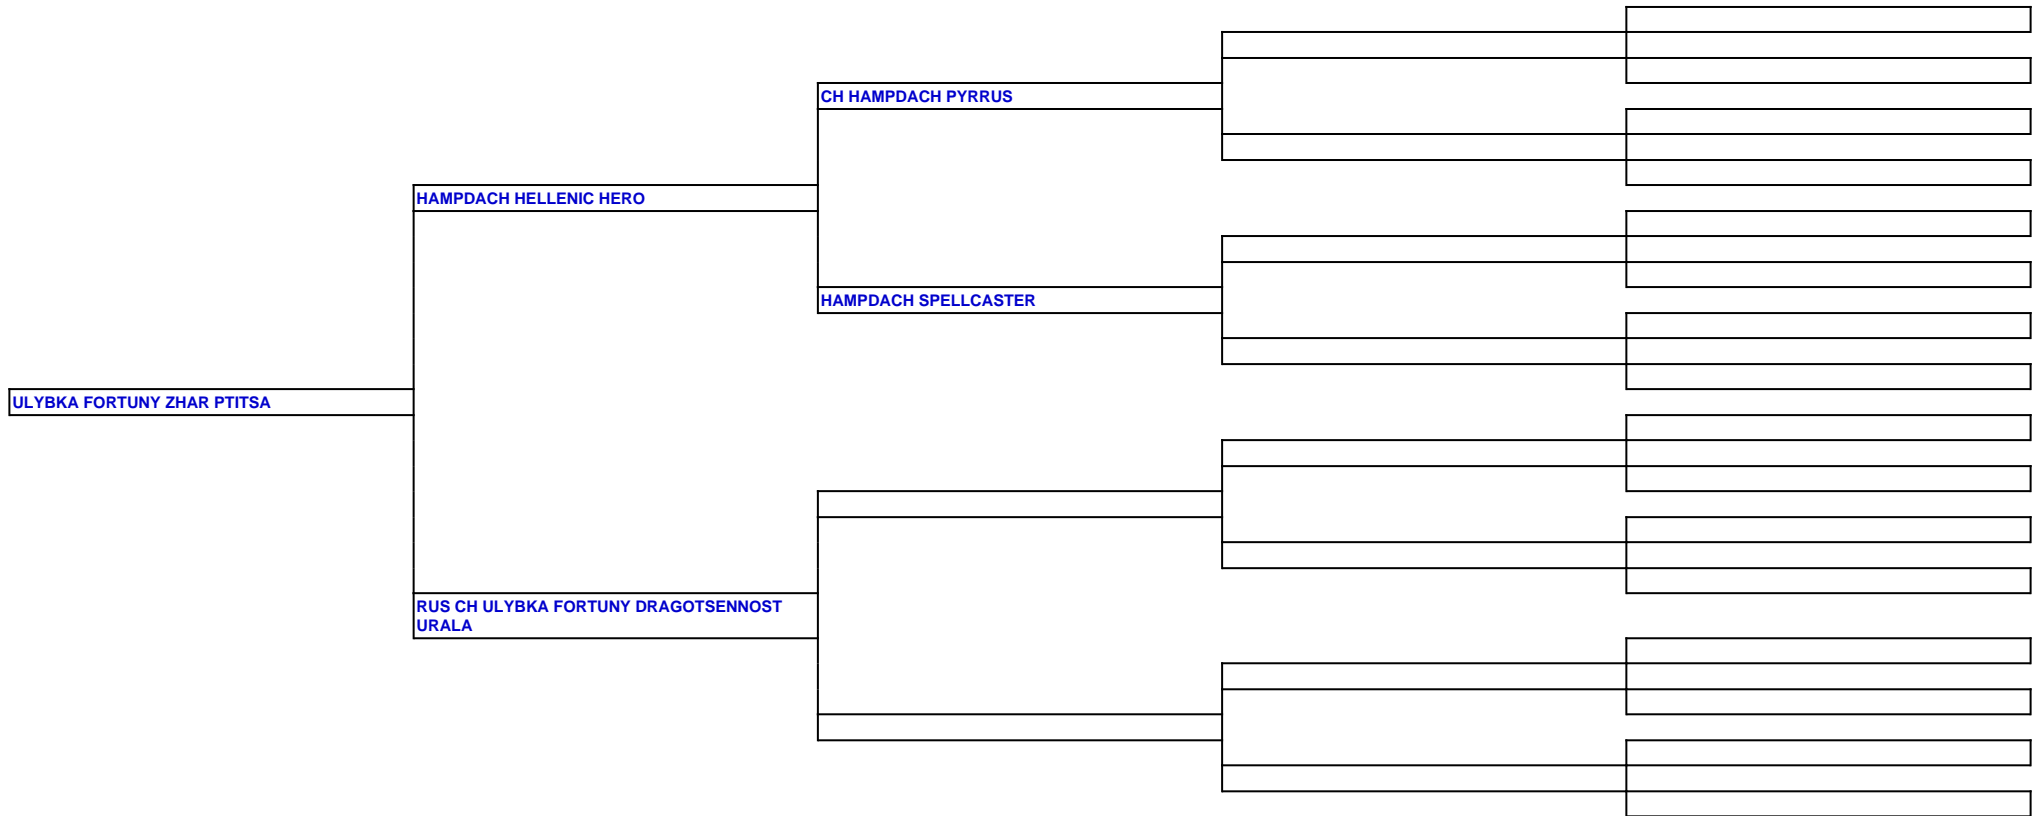 CH HAMPDACH PYRRUS
HAMPDACH HELLENIC HERO
HAMPDACH SPELLCASTER
ULYBKA FORTUNY ZHAR PTITSA
RUS CH ULYBKA FORTUNY DRAGOTSENNOST
URALA